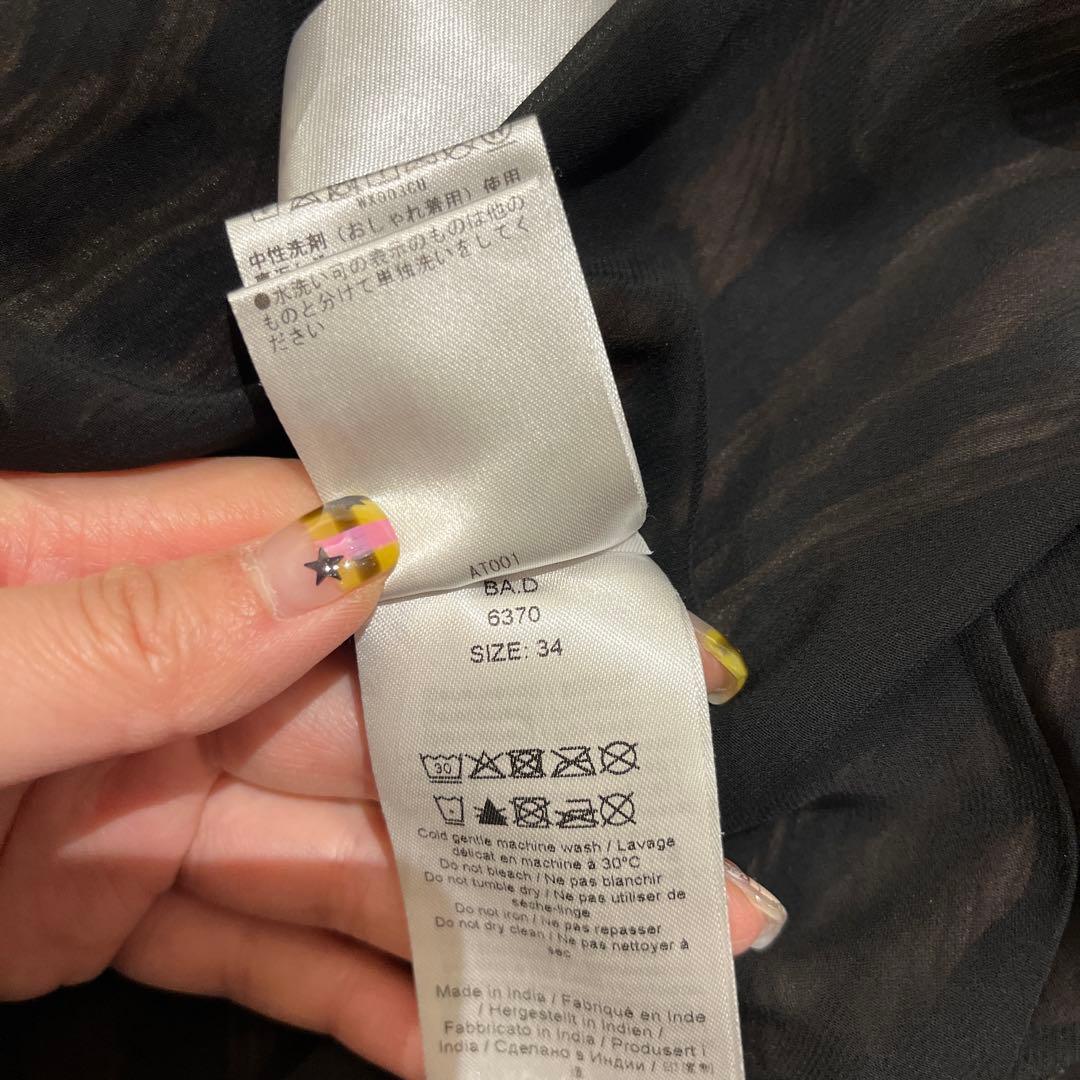 WX003CU
中性洗剤（おしゃれ着用）使用
●水洗い可の表示のものは他の
ものと分けて単独洗いをしてく
ださい
AT001
BA.D
6370
SIZE: 34
30
Cold gentle machine wash / Lavage
délicat en machine à 30°C
Do not bleach / Ne pas blanchir
Do not tumble dry / Ne pas utiliser de
sèche-linge
Do not iron / Ne pas repasser
Do not dry clean / Ne pas nettoyer à
sec
Made in India / Fabriqué en Inde
/ Hergestellt in Indien /
Fabbricato in India / Produsert i
India / Сделано в Индии /